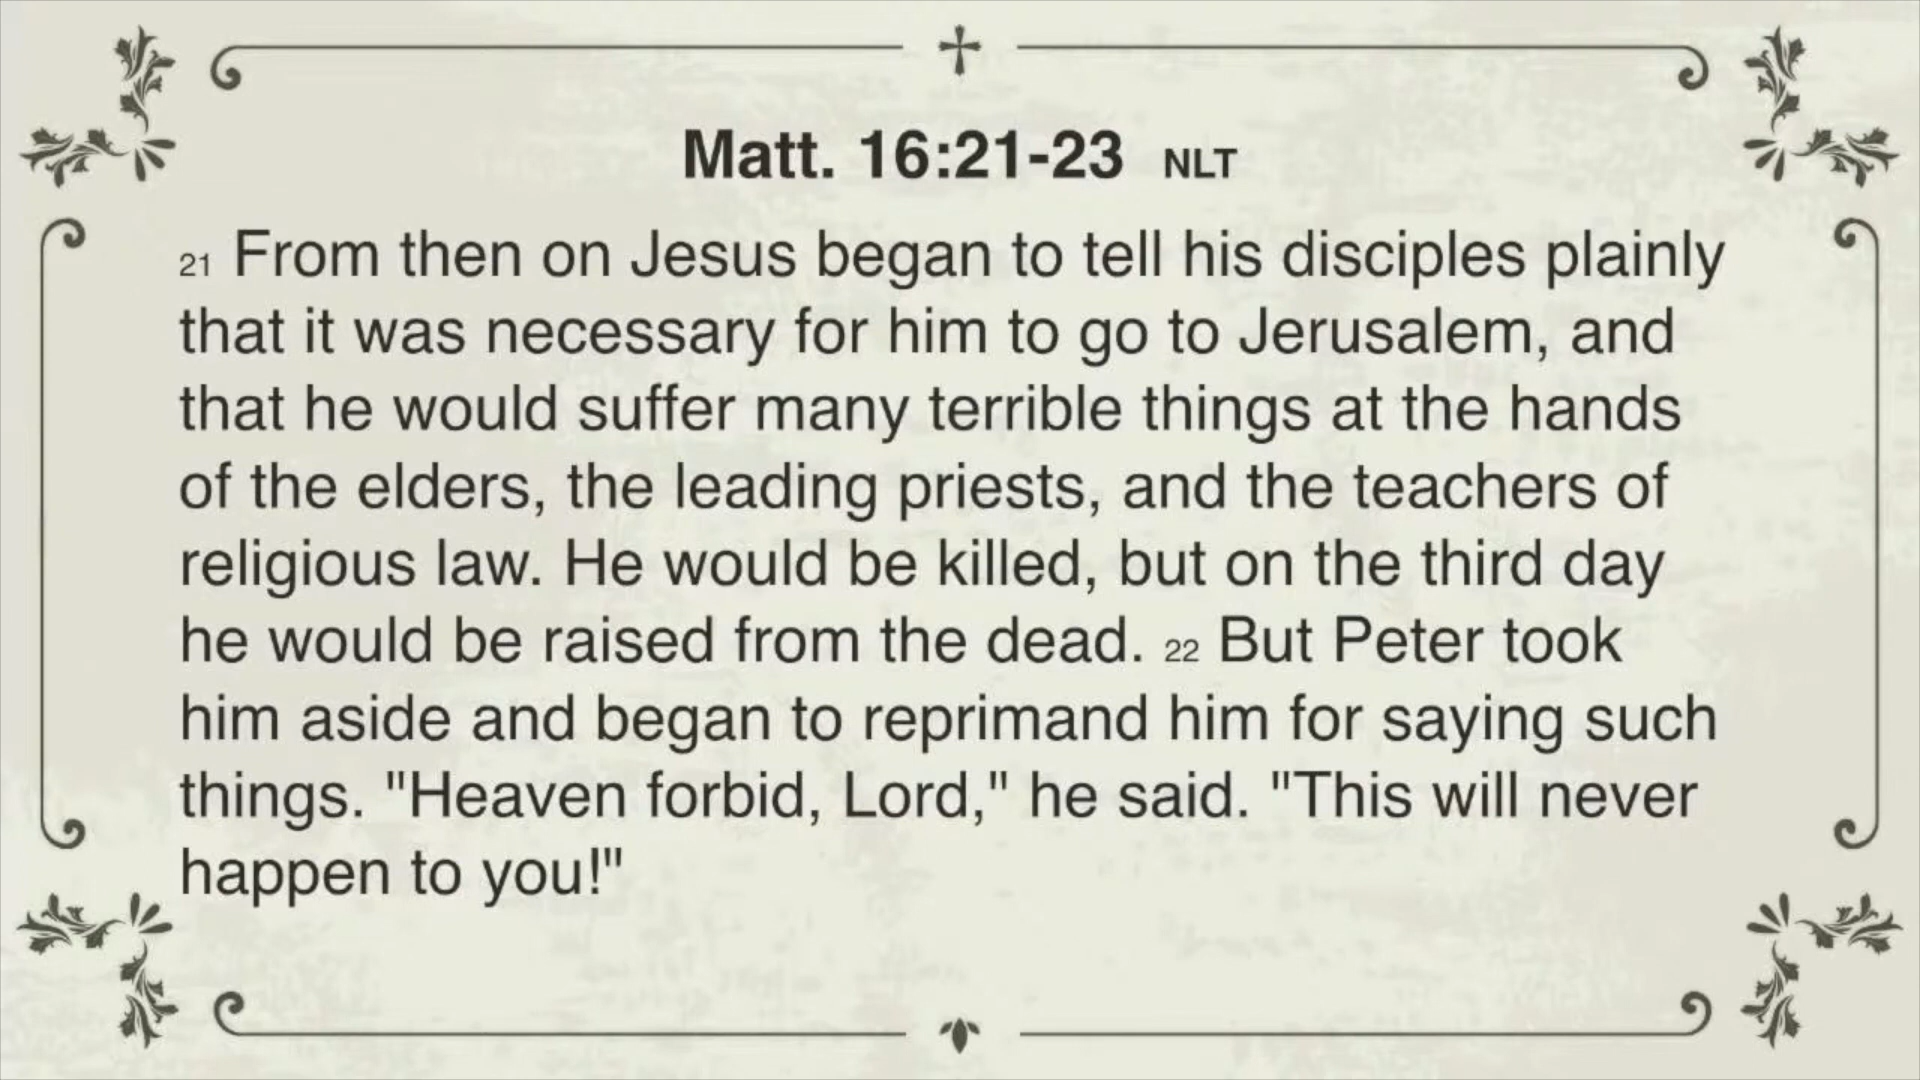 Matt. 16:21-23 NLT
21 From then on Jesus began to tell his disciples plainly
that it was necessary for him to go to Jerusalem, and
that he would suffer many terrible things at the hands
of the elders, the leading priests, and the teachers of
religious law. He would be killed, but on the third day
he would be raised from the dead. 22 But Peter took
him aside and began to reprimand him for saying such
things. "Heaven forbid, Lord," he said. "This will never
happen to you!"